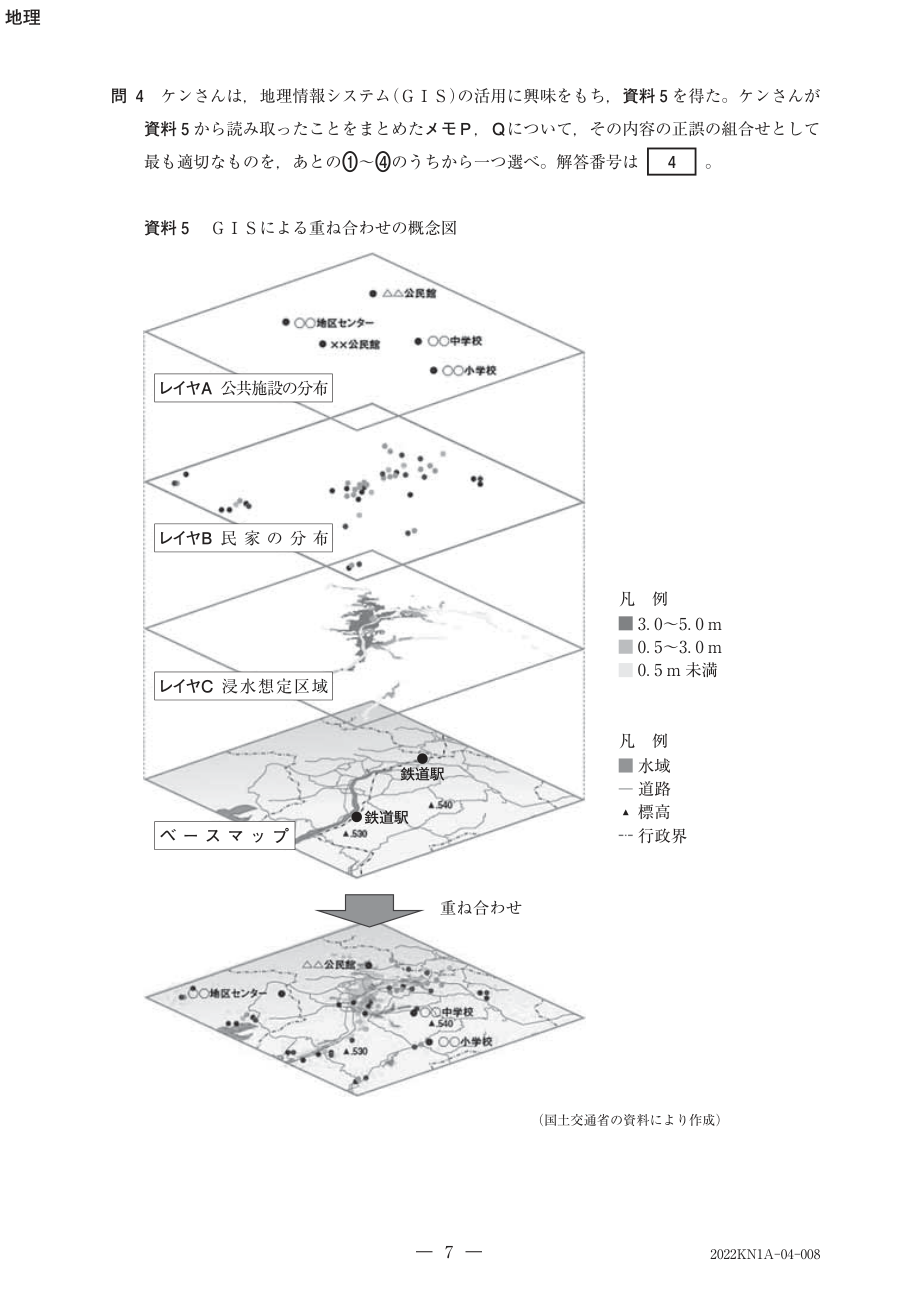 地理
問 4 ケンさんは，地理情報システム(ＧＩＳ)の活用に興味をもち，資料5を得た。ケンさんが
資料5から読み取ったことをまとめたメモＰ，Ｑについて，その内容の正誤の組合せとして
最も適切なものを，あとの①～④のうちから一つ選べ。解答番号は 4 。
資料5 ＧＩＳによる重ね合わせの概念図
△△公民館
○○地区センター
××公民館
○○中学校
○○小学校
レイヤA 公共施設の分布
レイヤB 民家の分布
凡 例
3.0～5.0 m
0.5～3.0 m
0.5 m 未満
レイヤC 浸水想定区域
凡 例
水域
道路
標高
行政界
鉄道駅
▲.540
鉄道駅
▲.530
ベースマップ
重ね合わせ
△△公民館
○○地区センター
○○中学校
▲.540
○○小学校
▲.530
（国土交通省の資料により作成）
― 7 ―
2022KN1A-04-008